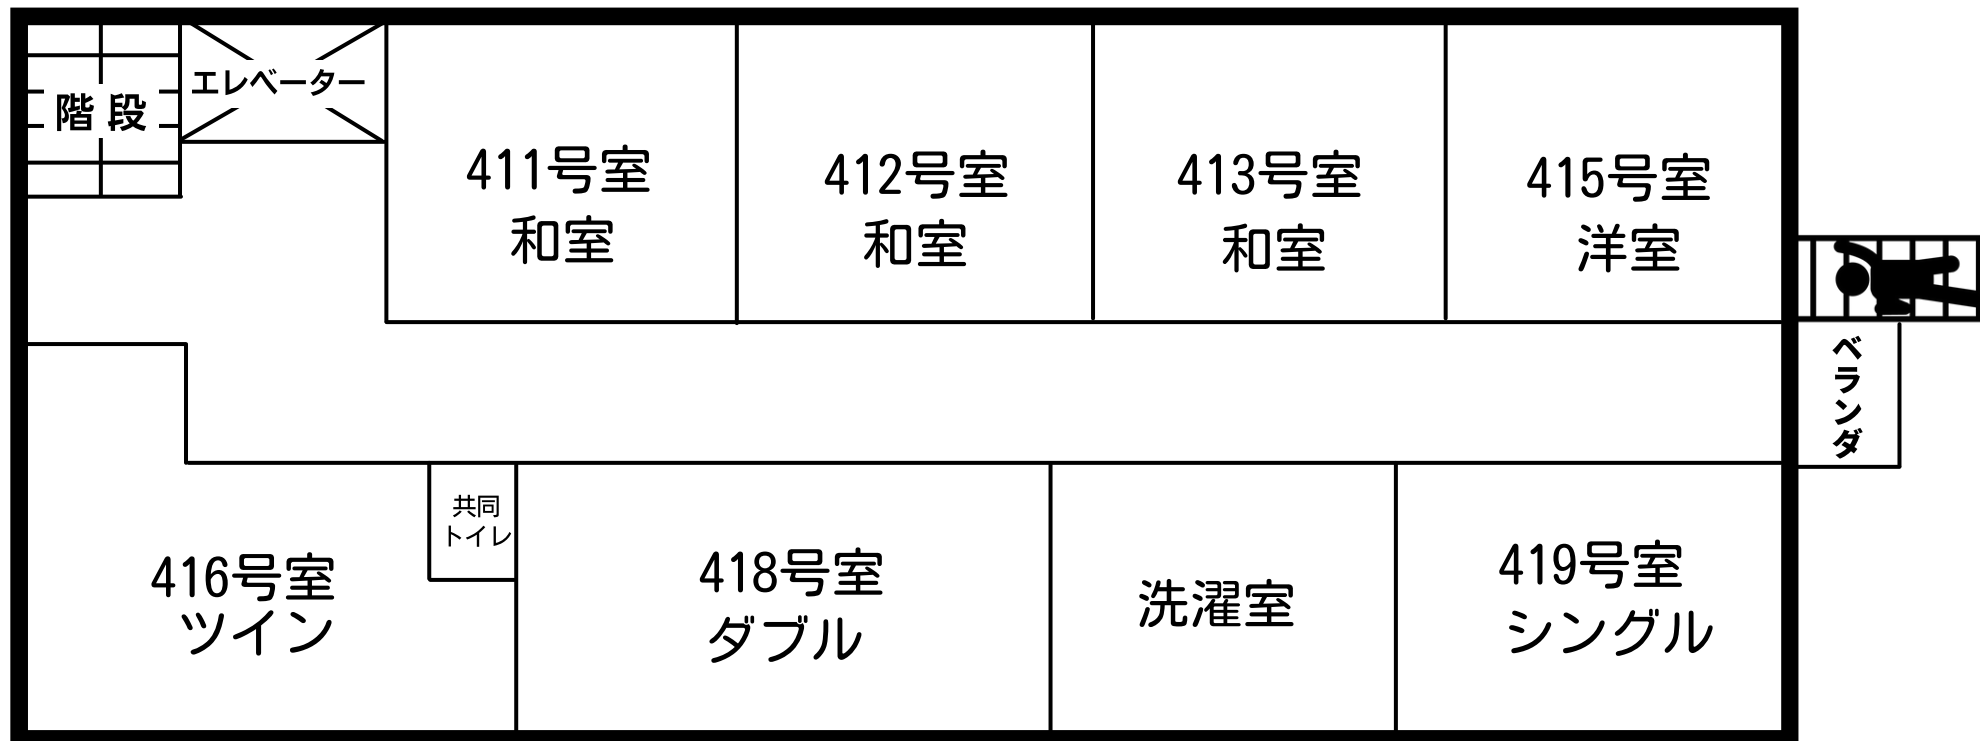 階段
エレベーター
411号室
和室
412号室
和室
413号室
和室
415号室
洋室
ベランダ
416号室
ツイン
共同
トイレ
418号室
ダブル
洗濯室
419号室
シングル